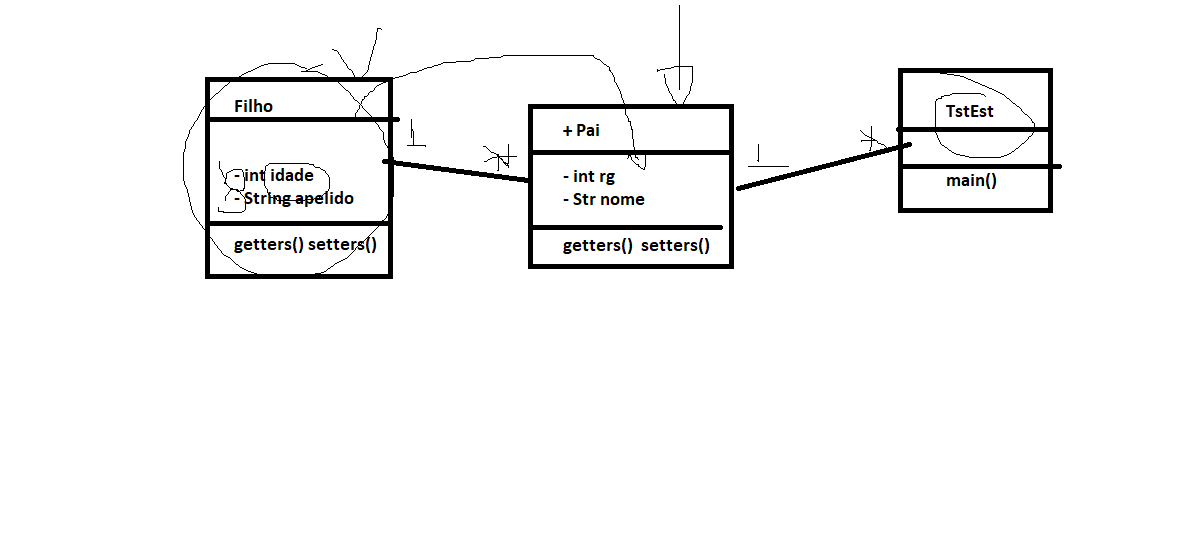 Filho
- int idade
- String apelido
getters() setters()
1
*
+ Pai
- int rg
- Str nome
getters() setters()
1
*
TstEst
main()